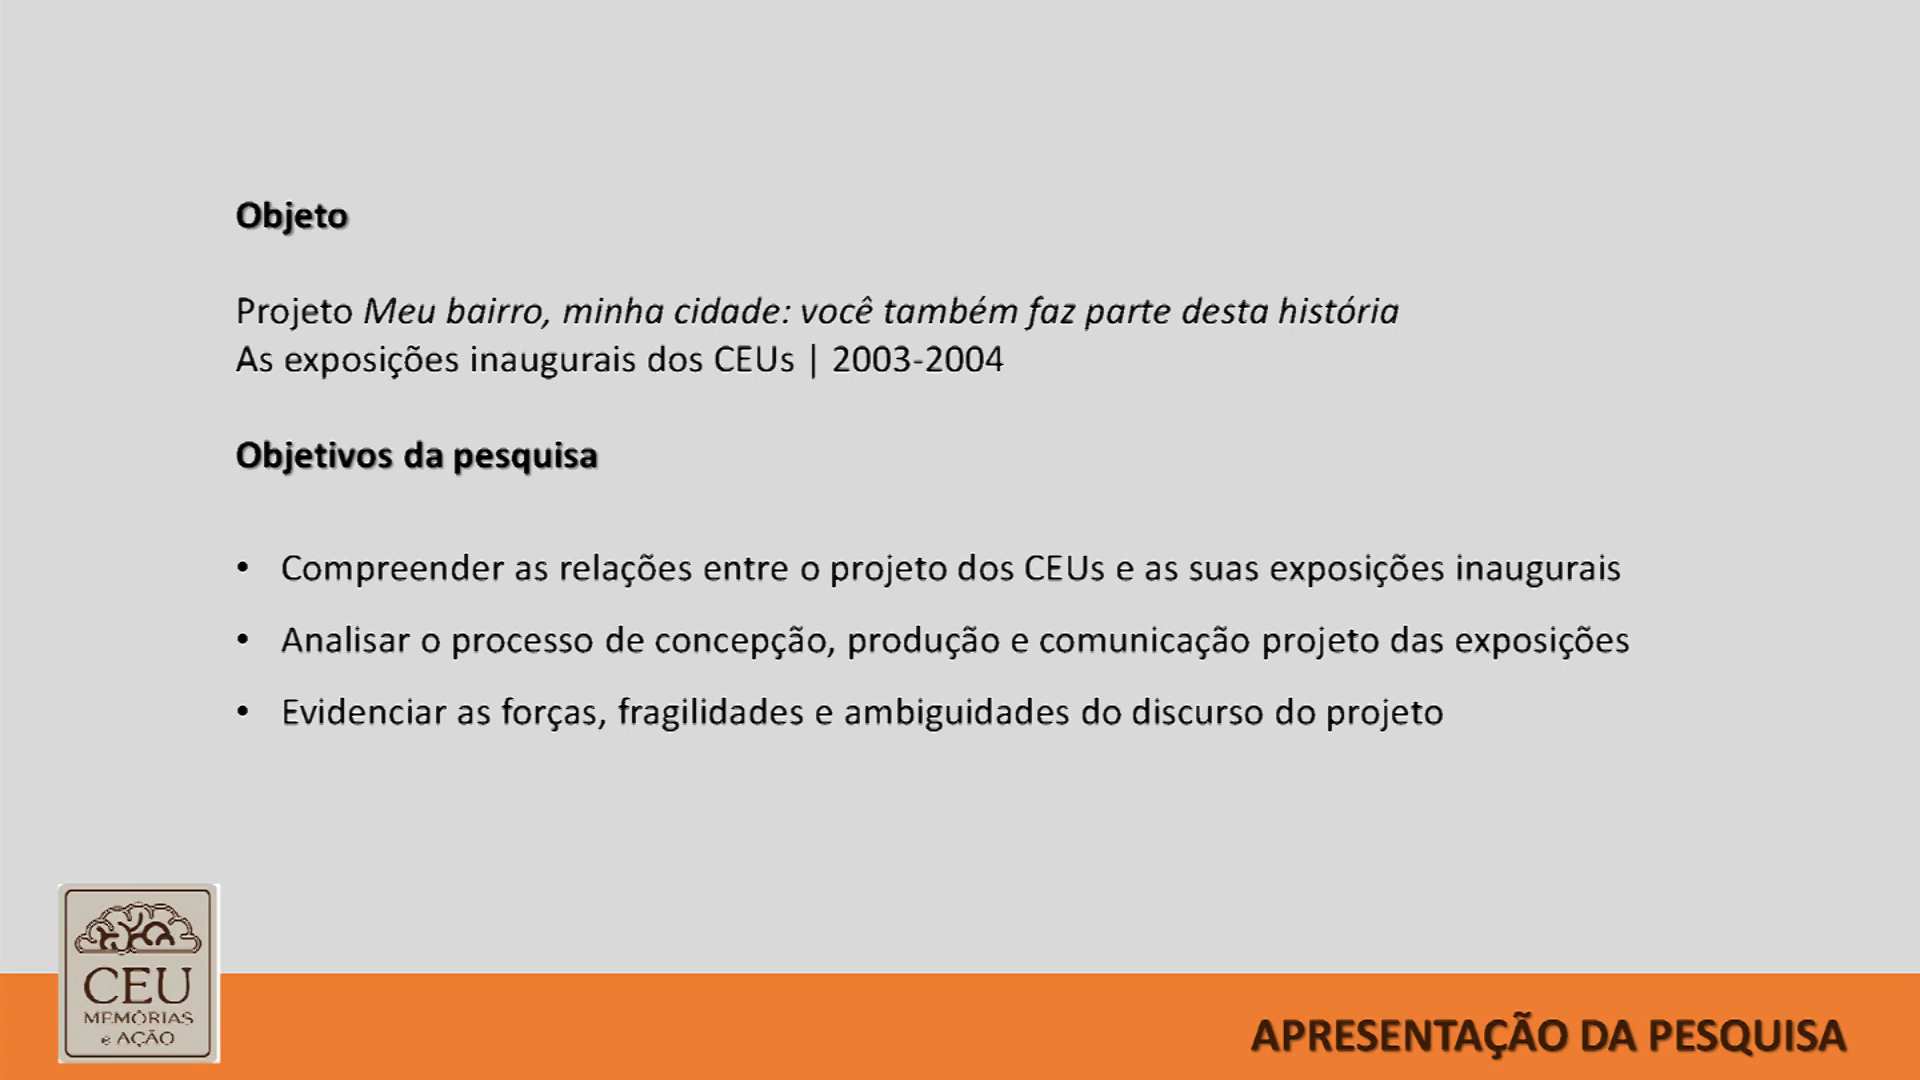 Objeto
Projeto Meu bairro, minha cidade: você também faz parte desta história
As exposições inaugurais dos CEUs | 2003-2004
Objetivos da pesquisa
• Compreender as relações entre o projeto dos CEUs e as suas exposições inaugurais
• Analisar o processo de concepção, produção e comunicação projeto das exposições
• Evidenciar as forças, fragilidades e ambiguidades do discurso do projeto
CEU
MEMÓRIAS
e AÇÃO
APRESENTAÇÃO DA PESQUISA